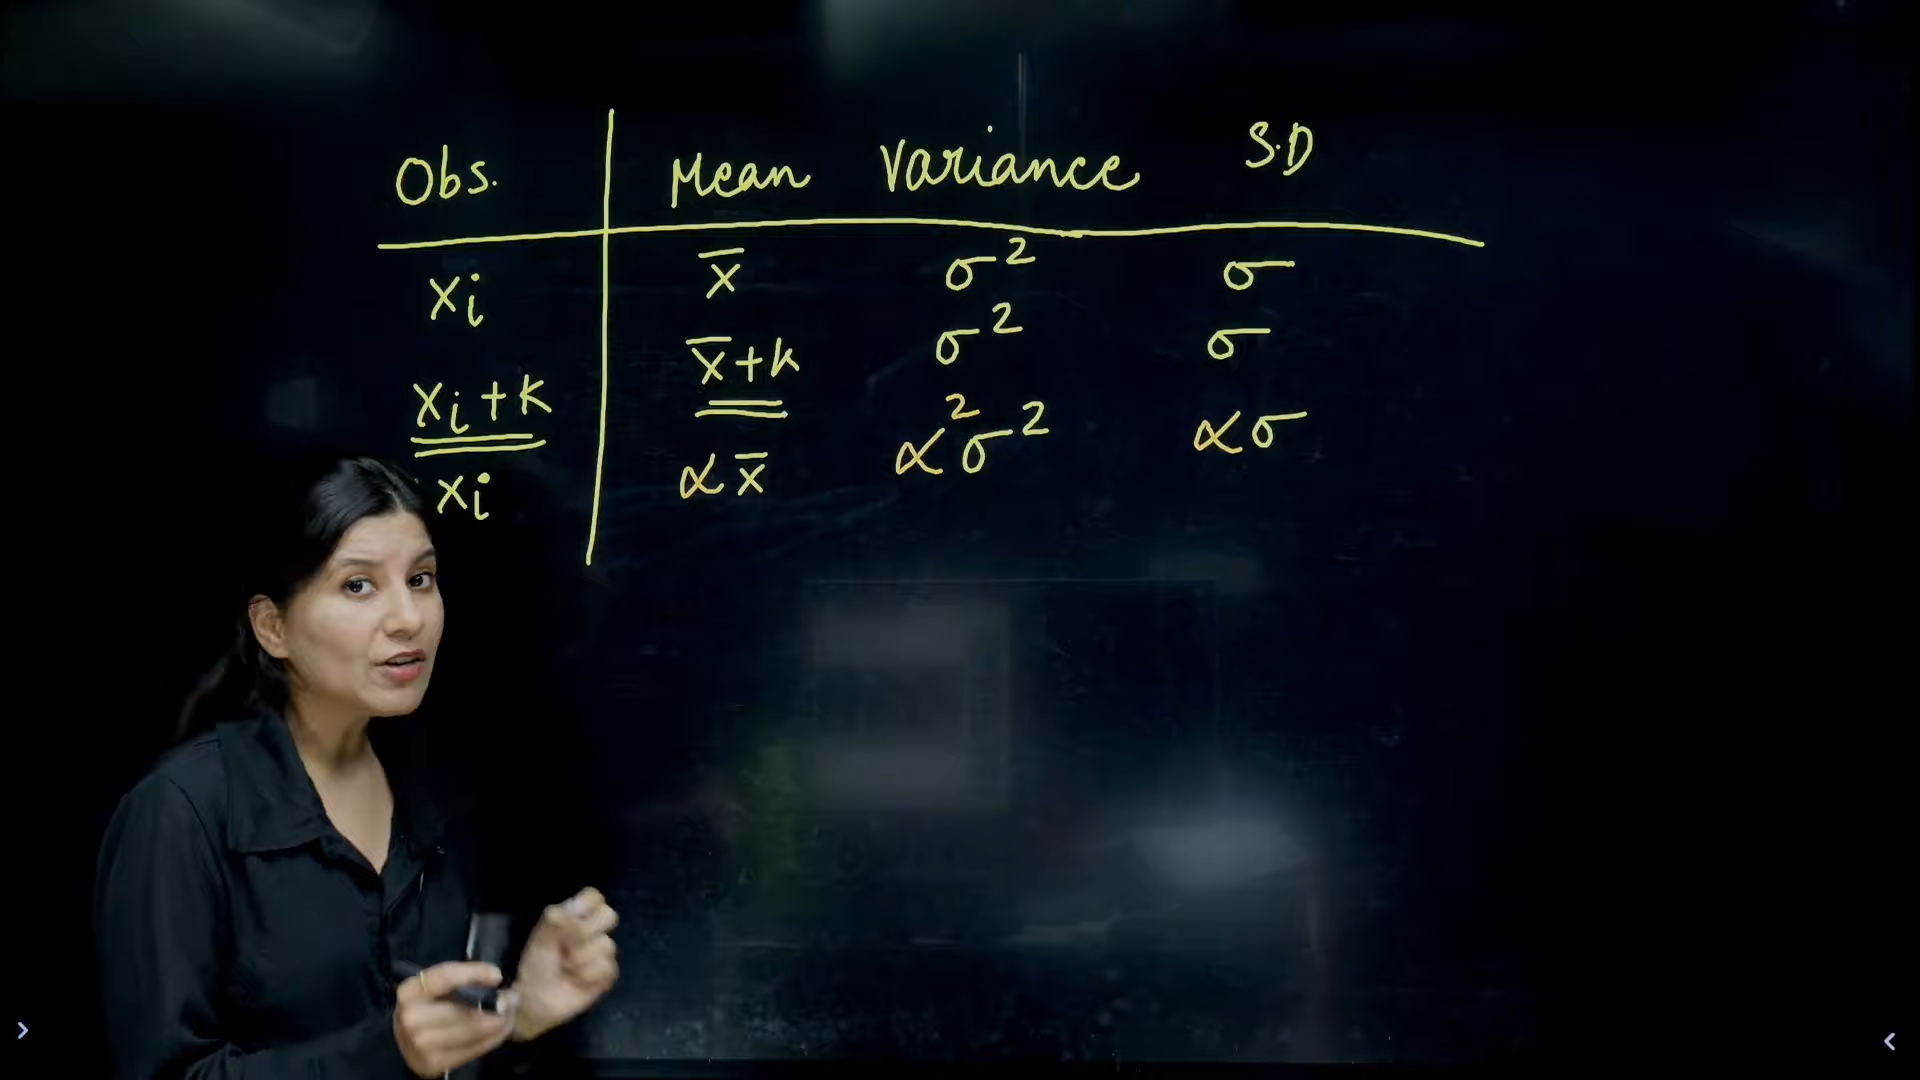 Obs. Mean Variance S.D
xi x̄ σ² σ
xi+k x̄+k σ² σ
xi αx̄ α²σ² ασ